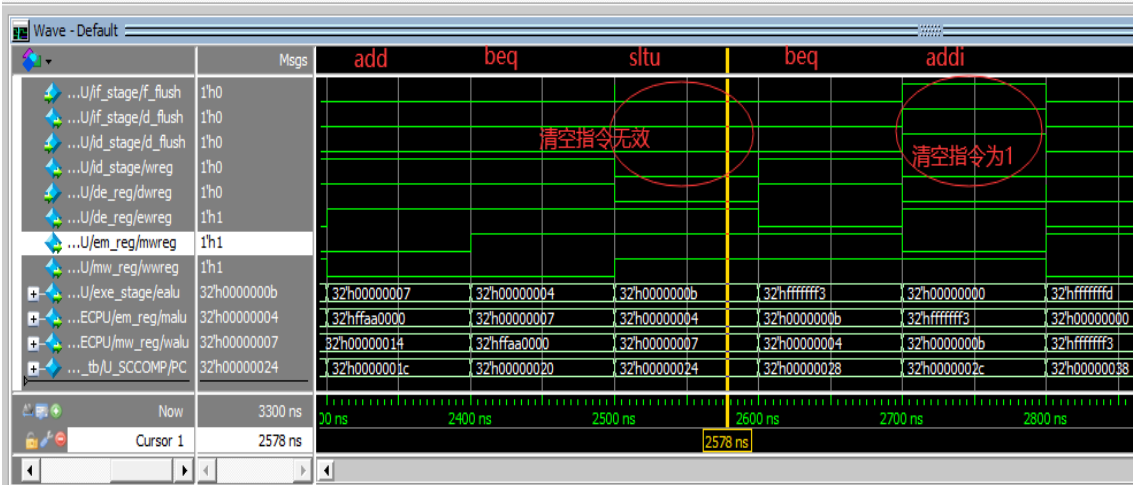 Wave - Default
Msgs
add beq sltu beq addi
...U/if_stage/f_flush 1'h0
...U/if_stage/d_flush 1'h0
...U/id_stage/d_flush 1'h0
...U/id_stage/wreg 1'h0
...U/de_reg/dwreg 1'h0
...U/de_reg/ewreg 1'h1
...U/em_reg/mwreg 1'h1
...U/mw_reg/wwreg 1'h1
清空指令无效
清空指令为1
...U/exe_stage/ealu 32'h0000000b 32'h00000007 32'h00000004 32'h0000000b 32'hfffffff3 32'h00000000 32'hfffffffd
...ECPU/em_reg/malu 32'h00000004 32'hffaa0000 32'h00000007 32'h00000004 32'h0000000b 32'hfffffff3 32'h00000000
...ECPU/mw_reg/walu 32'h00000007 32'h00000014 32'hffaa0000 32'h00000007 32'h00000004 32'h0000000b 32'hfffffff3
..._tb/U_SCCOMP/PC 32'h00000024 32'h0000001c 32'h00000020 32'h00000024 32'h00000028 32'h0000002c 32'h00000038
Now 3300 ns
00 ns 2400 ns 2500 ns 2600 ns 2700 ns 2800 ns
Cursor 1 2578 ns
2578 ns